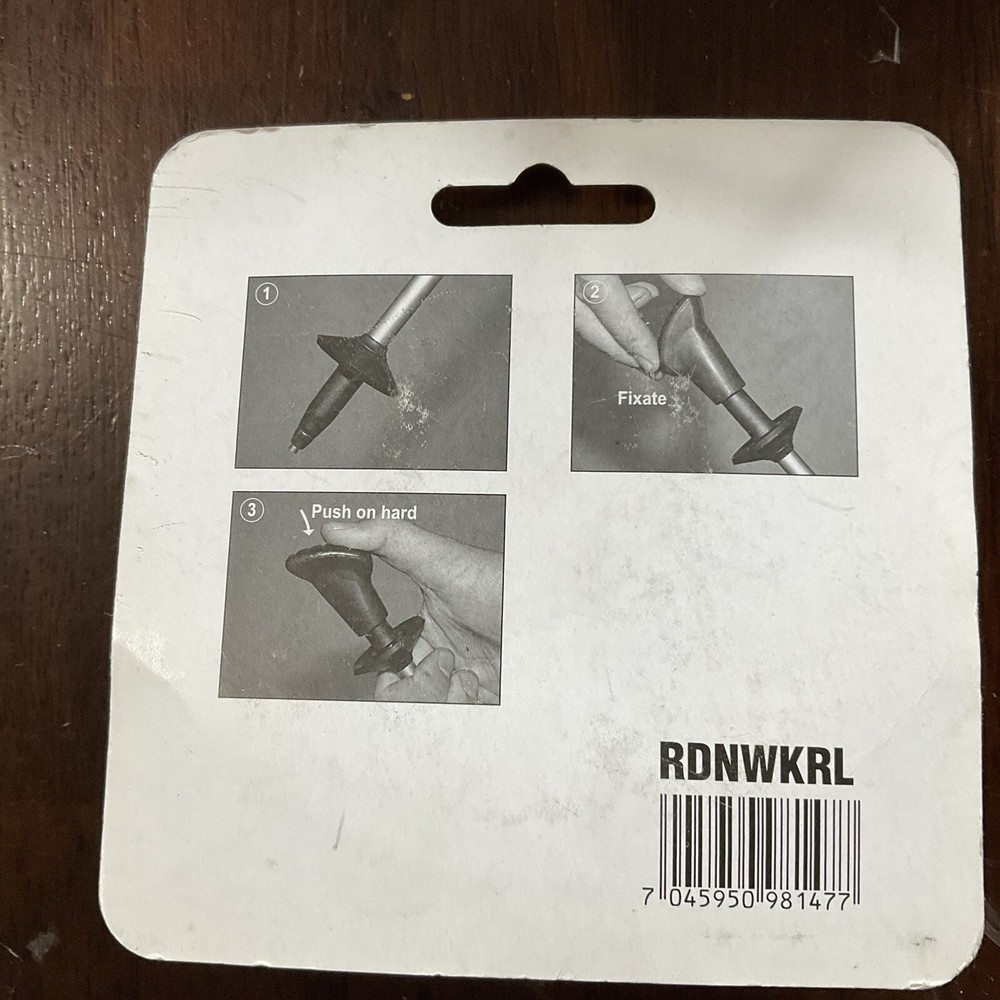 1
2
Fixate
3
Push on hard
RDNWKRL
7 045950 981477